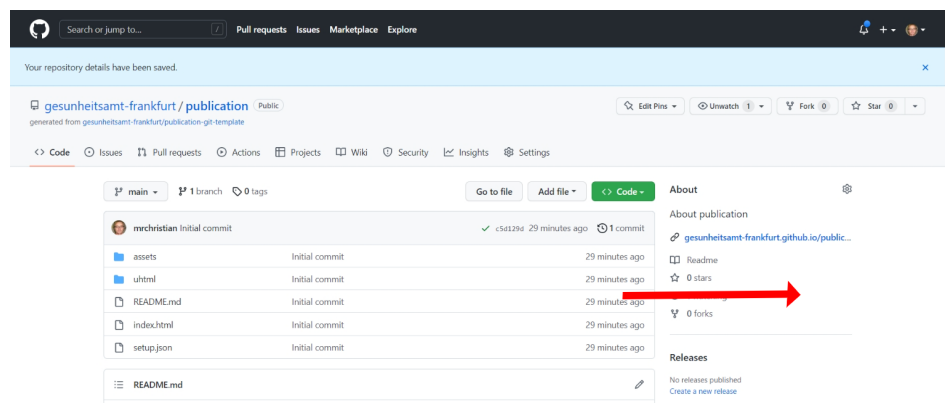 Search or jump to... / Pull requests Issues Marketplace Explore
Your repository details have been saved.
gesunheitsamt-frankfurt / publication Public
Edit Pins Unwatch 1 Fork 0 Star 0
generated from gesunheitsamt-frankfurt/publication-git-template
<> Code Issues Pull requests Actions Projects Wiki Security Insights Settings
main 1 branch 0 tags Go to file Add file <> Code
About
About publication
gesunheitsamt-frankfurt.github.io/public...
Readme
0 stars
0 forks
Releases
No releases published
Create a new release
mrchristian Initial commit c5d129d 29 minutes ago 1 commit
assets Initial commit 29 minutes ago
uhtml Initial commit 29 minutes ago
README.md Initial commit 29 minutes ago
index.html Initial commit 29 minutes ago
setup.json Initial commit 29 minutes ago
README.md